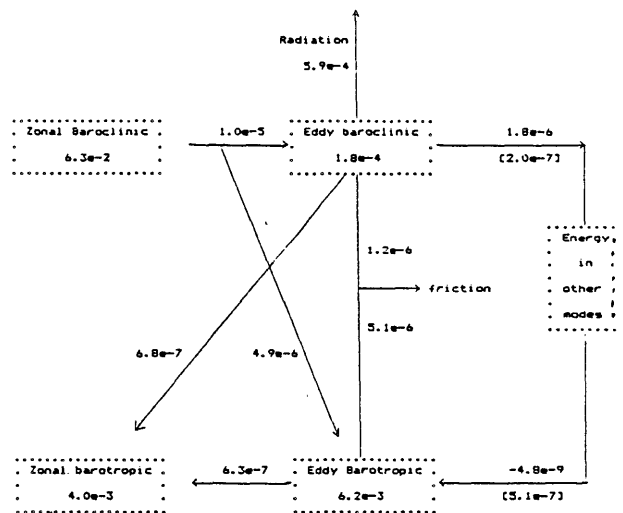 Radiation
5.9e-4
Zonal Baroclinic
6.3e-2
1.0e-5
Eddy baroclinic
1.8e-4
1.8e-6
[2.0e-7]
Energy
in
other
modes
1.2e-6
friction
5.1e-6
6.8e-7
4.9e-6
Zonal barotropic
4.0e-3
6.3e-7
Eddy Barotropic
6.2e-3
-4.8e-9
[5.1e-7]